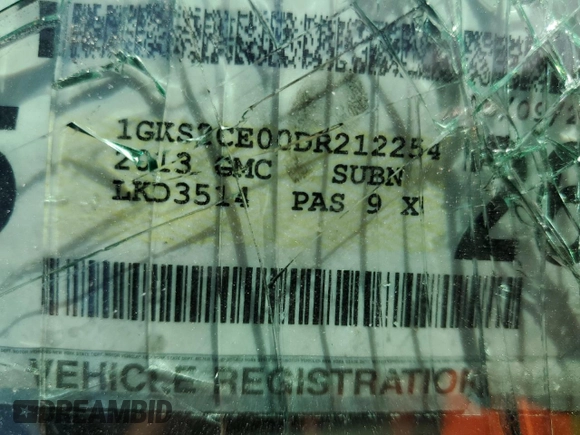 1GKS2CE00DR212254
2013 GMC SUBN
LKD3514 PAS 9 X
VEHICLE REGISTRATION
DREAMBID